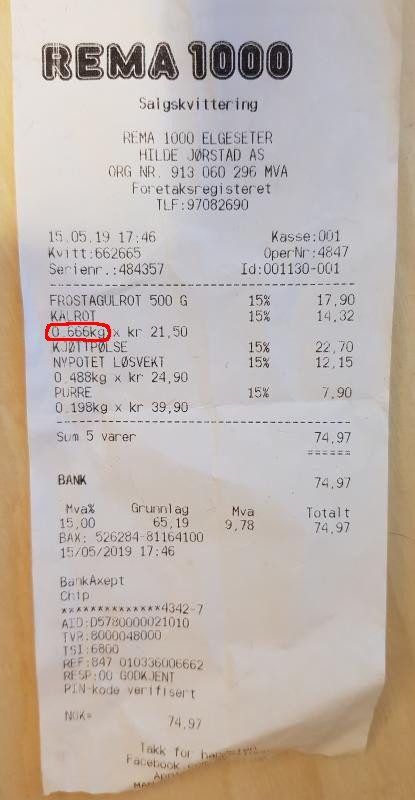 REMA 1000
Salgskvittering
REMA 1000 ELGESETER
HILDE JØRSTAD AS
ORG NR. 913 060 296 MVA
Foretaksregisteret
TLF:97082690
15.05.19 17:46 Kasse:001
Kvitt:662665 OperNr:4847
Serienr.:484357 Id:001130-001
FROSTAGULROT 500 G 15% 17,90
KÅLROT 15% 14,32
0.666kg x kr 21,50
KJØTTPØLSE 15% 22,70
NYPOTET LØSVEKT 15% 12,15
0.488kg x kr 24,90
PURRE 15% 7,90
0.198kg x kr 39,90
Sum 5 varer 74,97
======
BANK 74,97
Mva% Grunnlag Mva Totalt
15,00 65,19 9,78 74,97
BAX: 526284-81164100
15/05/2019 17:46
BankAxept
Chip
**************4342-7
AID:D5780000021010
TVR:8000048000
TSI:6800
REF:847 010336006662
RESP:00 GODKJENT
PIN-kode verifisert
NOK= 74,97
Takk for
Facebook.